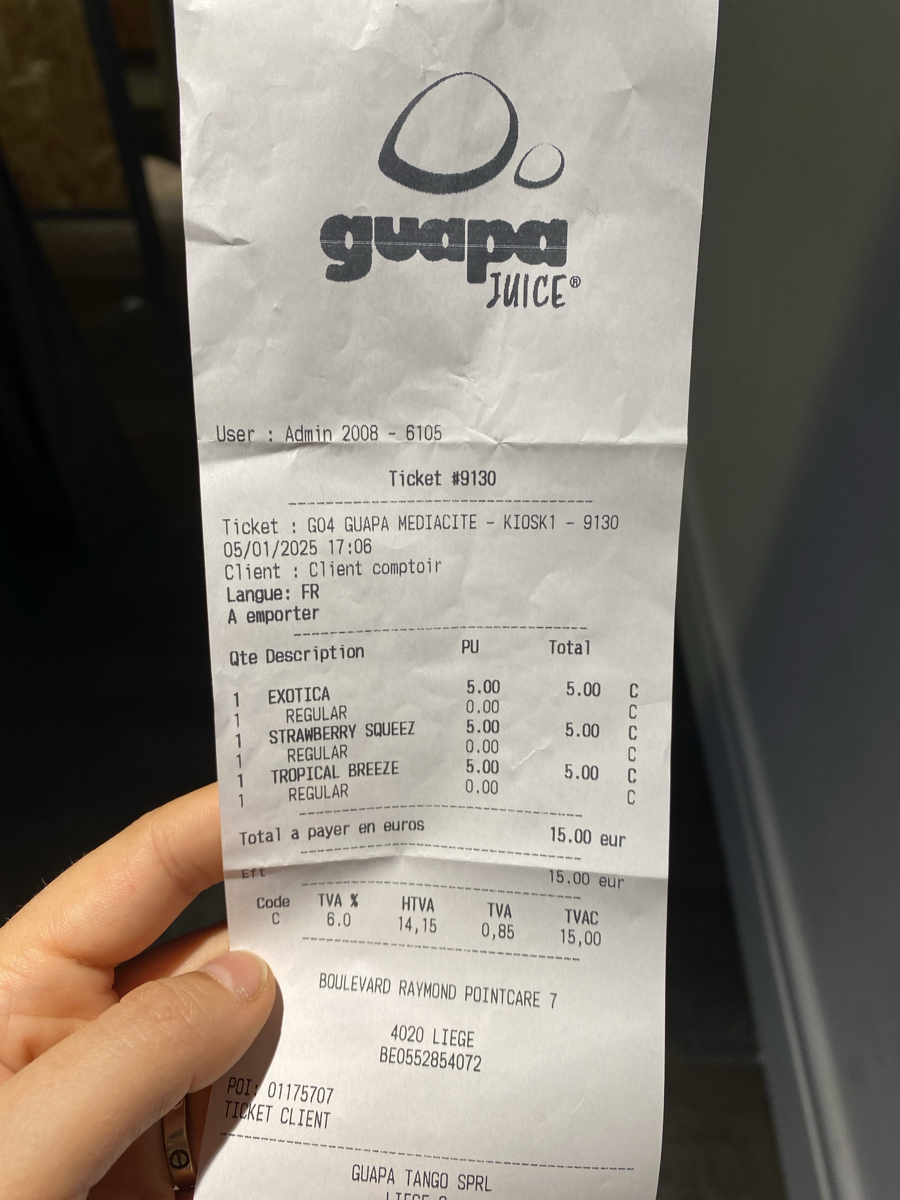 guapa
JUICE®
User : Admin 2008 - 6105
Ticket #9130
Ticket : GO4 GUAPA MEDIACITE - KIOSK1 - 9130
05/01/2025 17:06
Client : Client comptoir
Langue: FR
A emporter
Qte Description PU Total
1 EXOTICA 5.00 5.00 C
1 REGULAR 0.00 C
1 STRAWBERRY SQUEEZ 5.00 5.00 C
1 REGULAR 0.00 C
1 TROPICAL BREEZE 5.00 5.00 C
1 REGULAR 0.00 C
Total a payer en euros 15.00 eur
Eft 15.00 eur
Code TVA % HTVA TVA TVAC
C 6.0 14,15 0,85 15,00
BOULEVARD RAYMOND POINTCARE 7
4020 LIEGE
BE0552854072
POI: 01175707
TICKET CLIENT
GUAPA TANGO SPRL
LIEGE